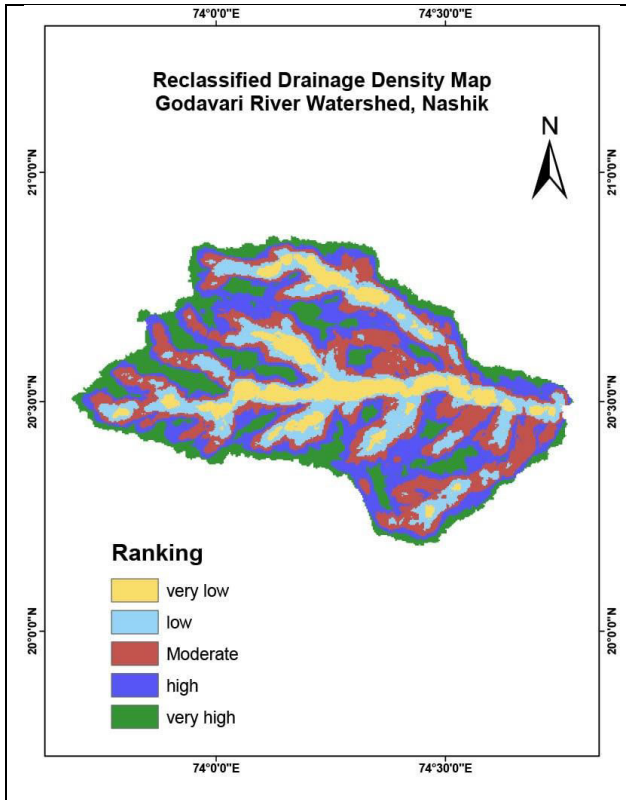 74°0'0"E 74°30'0"E
Reclassified Drainage Density Map
Godavari River Watershed, Nashik
N
21°0'0"N 21°0'0"N
20°30'0"N 20°30'0"N
Ranking
very low
low
20°0'0"N 20°0'0"N
Moderate
high
very high
74°0'0"E 74°30'0"E